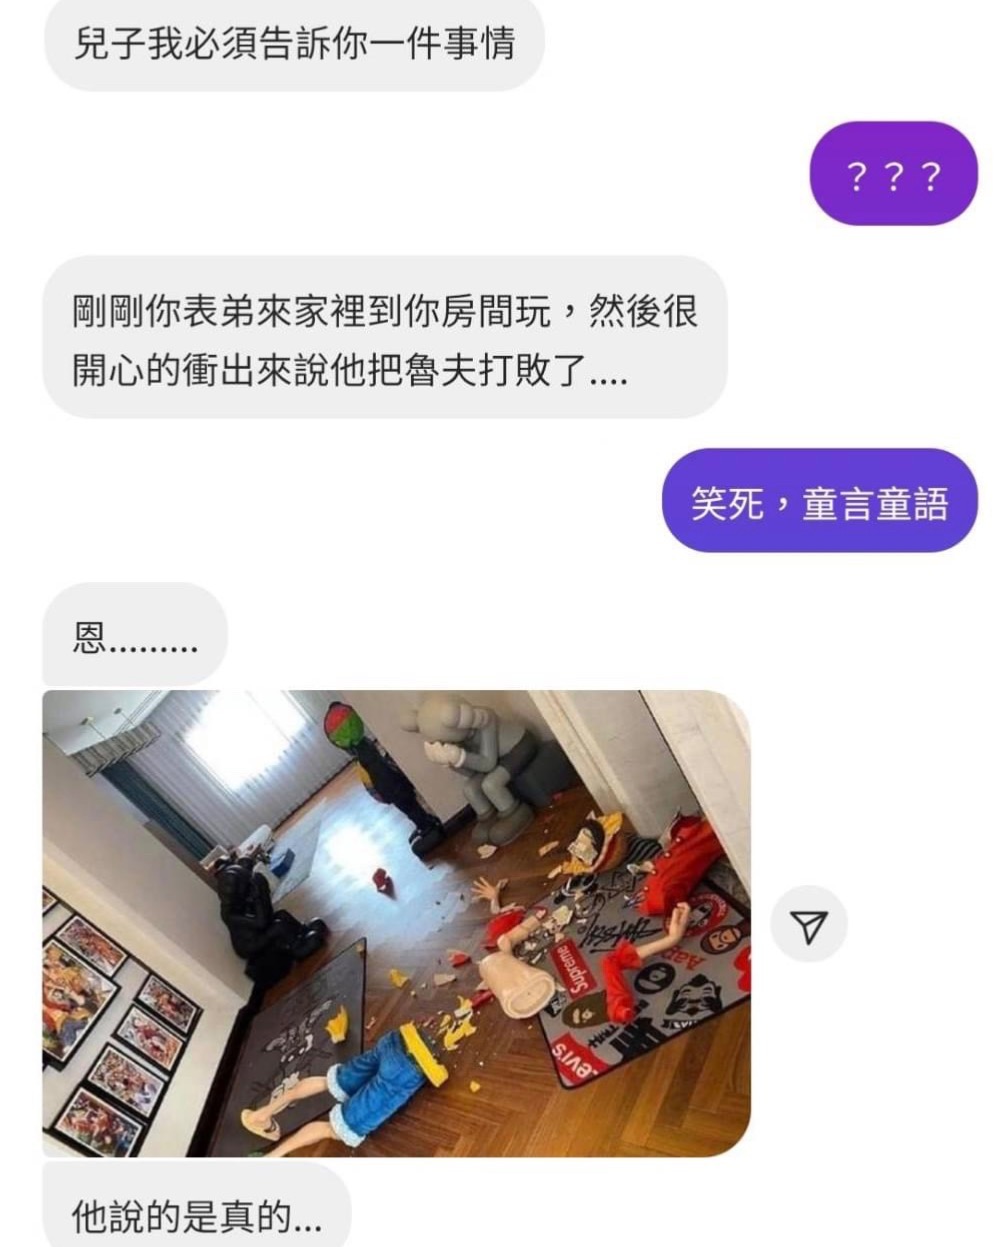 兒子我必須告訴你一件事情
？？？
剛剛你表弟來家裡到你房間玩，然後很
開心的衝出來說他把魯夫打敗了....
笑死，童言童語
恩.........
Supreme
Aape
LEVI'S
他說的是真的...